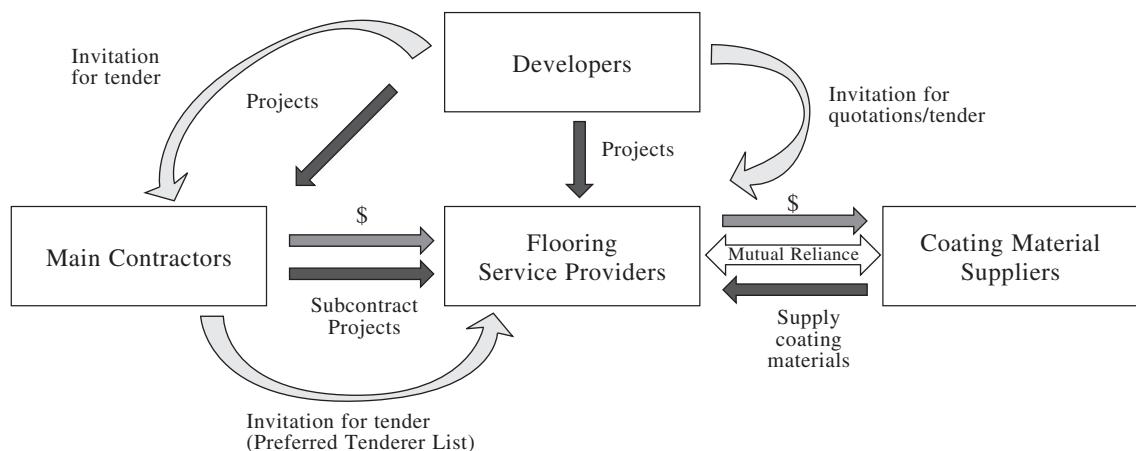 Invitation
for tender
Projects
Developers
Invitation for
quotations/tender
Projects
Main Contractors
$
Subcontract
Projects
Flooring
Service Providers
$
Mutual Reliance
Supply
coating
materials
Coating Material
Suppliers
Invitation for tender
(Preferred Tenderer List)